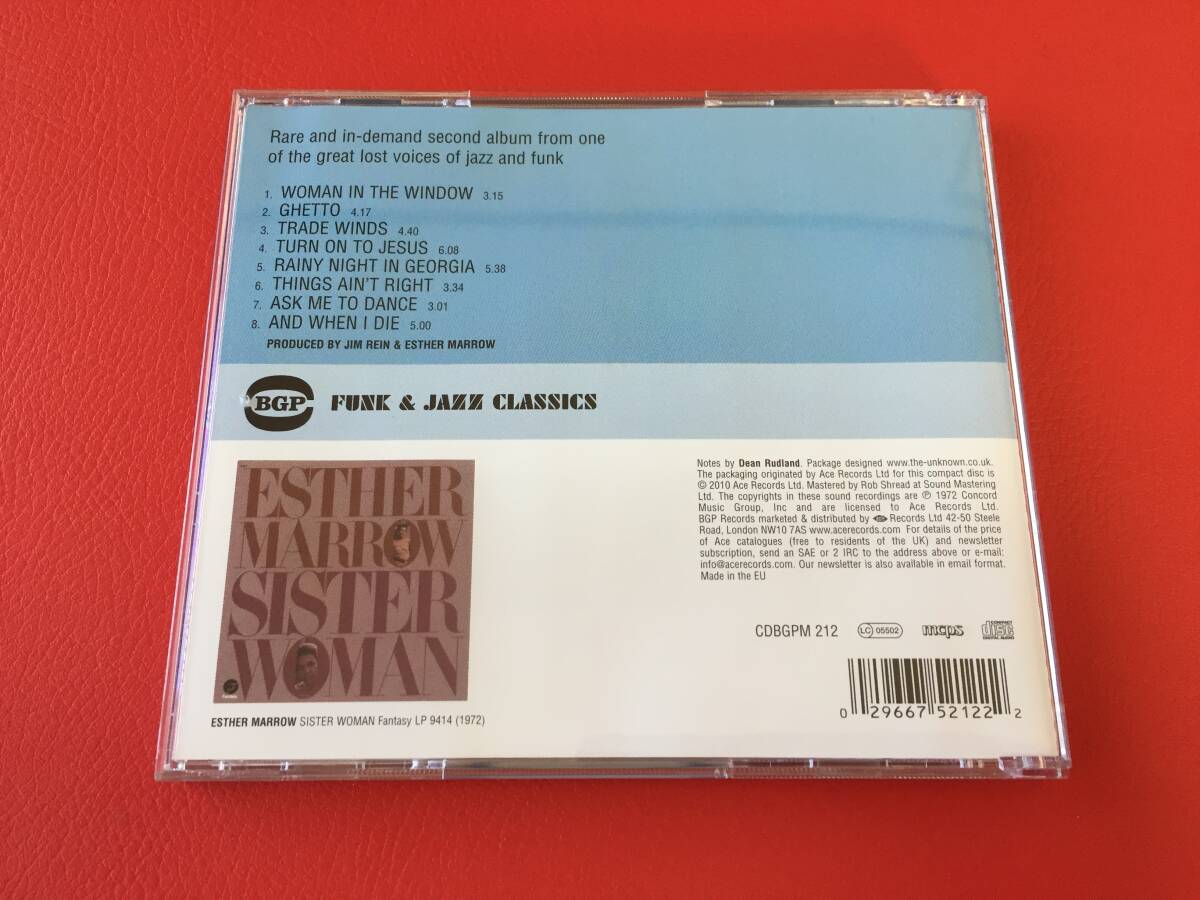 Rare and in-demand second album from one
of the great lost voices of jazz and funk
1. WOMAN IN THE WINDOW 3.15
2. GHETTO 4.17
3. TRADE WINDS 4.40
4. TURN ON TO JESUS 6.08
5. RAINY NIGHT IN GEORGIA 5.38
6. THINGS AIN'T RIGHT 3.34
7. ASK ME TO DANCE 3.01
8. AND WHEN I DIE 5.00
PRODUCED BY JIM REIN & ESTHER MARROW
BGP FUNK & JAZZ CLASSICS
ESTHER
MARROW
SISTER
WOMAN
ESTHER MARROW SISTER WOMAN Fantasy LP 9414 (1972)
Notes by Dean Rudland. Package designed www.the-unknown.co.uk.
The packaging originated by Ace Records Ltd for this compact disc is
© 2010 Ace Records Ltd. Mastered by Rob Shread at Sound Mastering
Ltd. The copyrights in these sound recordings are ℗ 1972 Concord
Music Group, Inc and are licensed to Ace Records Ltd.
BGP Records marketed & distributed by Records Ltd 42-50 Steele
Road, London NW10 7AS www.acerecords.com. For details of the price
of Ace catalogues (free to residents of the UK) and newsletter
subscription, send an SAE or 2 IRC to the address above or e-mail:
info@acerecords.com. Our newsletter is also available in email format.
Made in the EU
CDBGPM 212 LC 05502 mcps COMPACT disc DIGITAL AUDIO
0 29667 52122 2